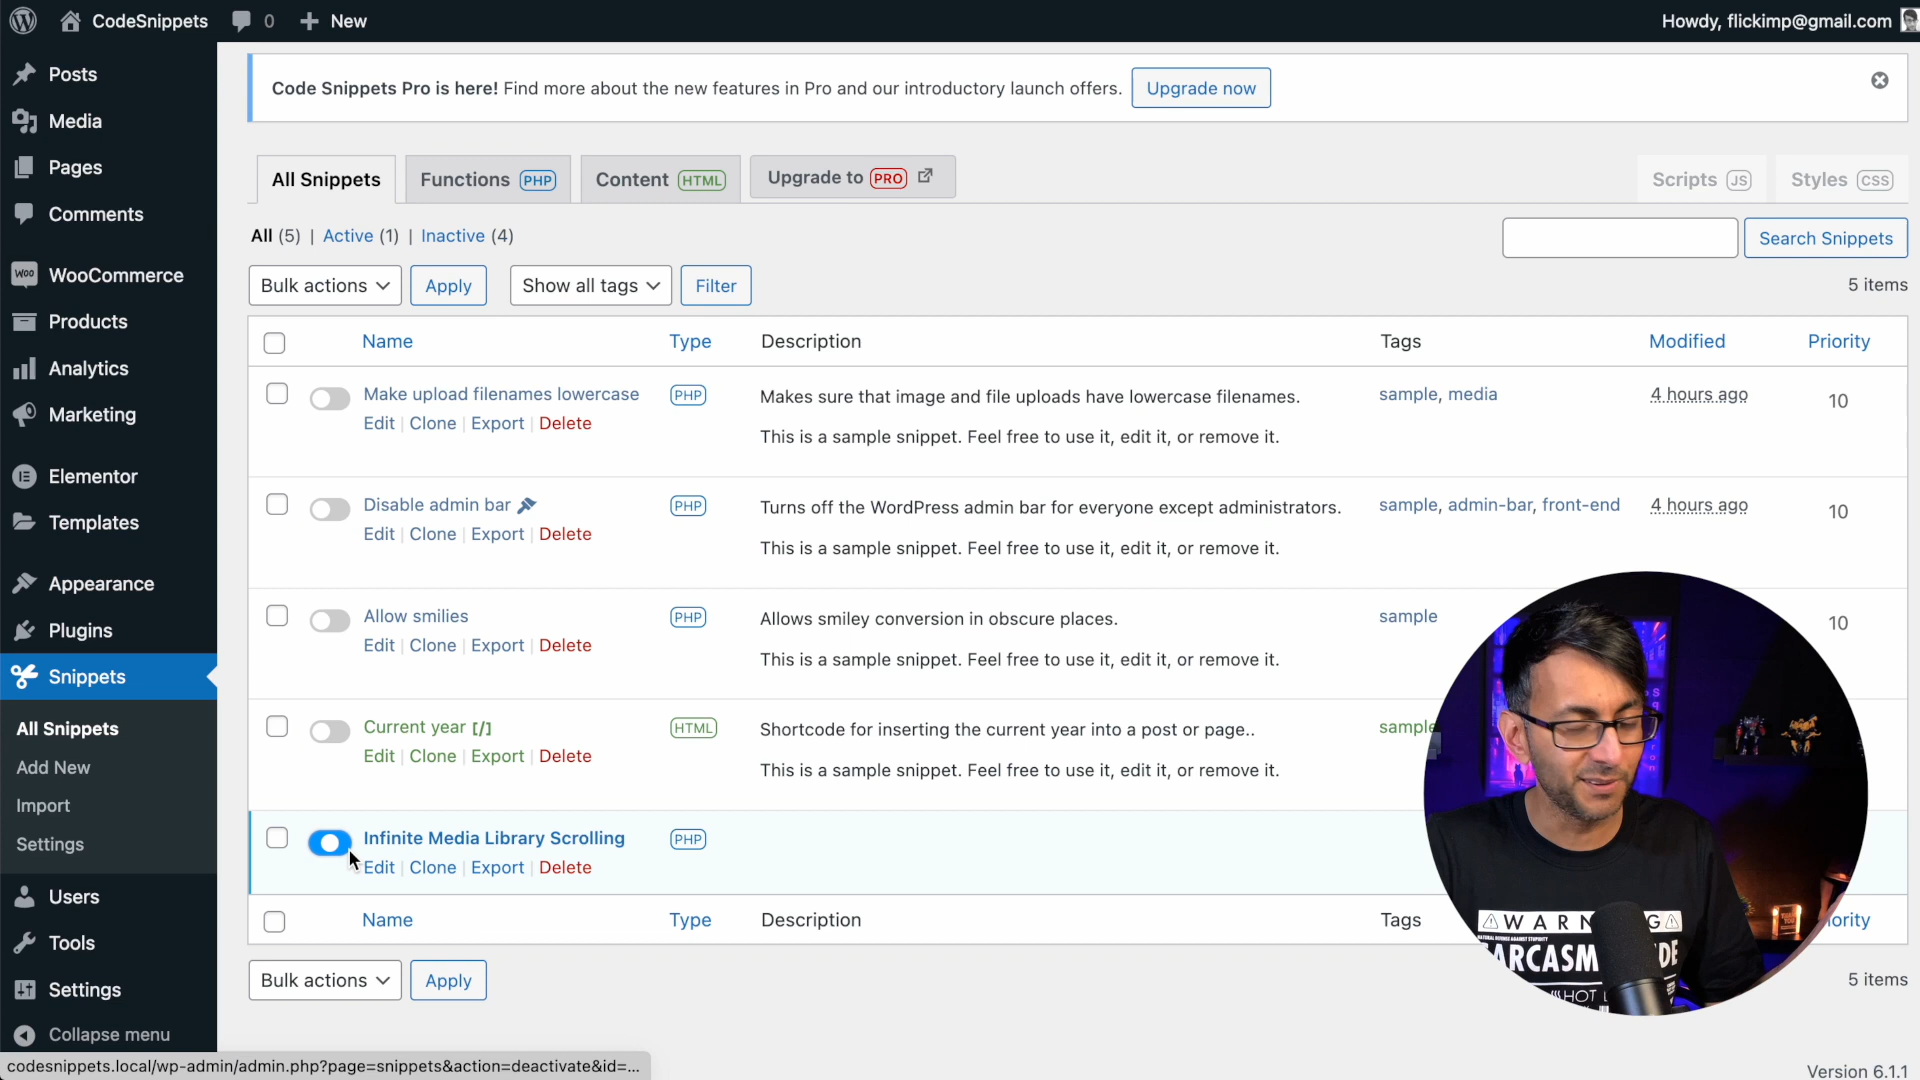 CodeSnippets 0 New Howdy, flickimp@gmail.com
Posts
Media
Pages
Comments
WooCommerce
Products
Analytics
Marketing
Elementor
Templates
Appearance
Plugins
Snippets
All Snippets
Add New
Import
Settings
Users
Tools
Settings
Collapse menu
Code Snippets Pro is here! Find more about the new features in Pro and our introductory launch offers. Upgrade now
All Snippets Functions PHP Content HTML Upgrade to PRO Scripts JS Styles CSS
All (5) | Active (1) | Inactive (4)
Search Snippets
Bulk actions Apply Show all tags Filter 5 items
Name Type Description Tags Modified Priority
Make upload filenames lowercase PHP Makes sure that image and file uploads have lowercase filenames. sample, media 4 hours ago 10
Edit | Clone | Export | Delete
This is a sample snippet. Feel free to use it, edit it, or remove it.
Disable admin bar PHP Turns off the WordPress admin bar for everyone except administrators. sample, admin-bar, front-end 4 hours ago 10
Edit | Clone | Export | Delete
This is a sample snippet. Feel free to use it, edit it, or remove it.
Allow smilies PHP Allows smiley conversion in obscure places. sample 10
Edit | Clone | Export | Delete
This is a sample snippet. Feel free to use it, edit it, or remove it.
Current year [/] HTML Shortcode for inserting the current year into a post or page.. sample
Edit | Clone | Export | Delete
This is a sample snippet. Feel free to use it, edit it, or remove it.
Infinite Media Library Scrolling PHP
Edit | Clone | Export | Delete
Name Type Description Tags iority
Bulk actions Apply 5 items
WARN G
ARCASM DE
HOT
codesnippets.local/wp-admin/admin.php?page=snippets&action=deactivate&id=...
Version 6.1.1